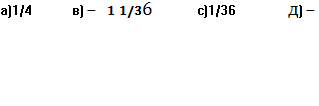 а)1/4 в) – 1 1/36 с)1/36 Д) –